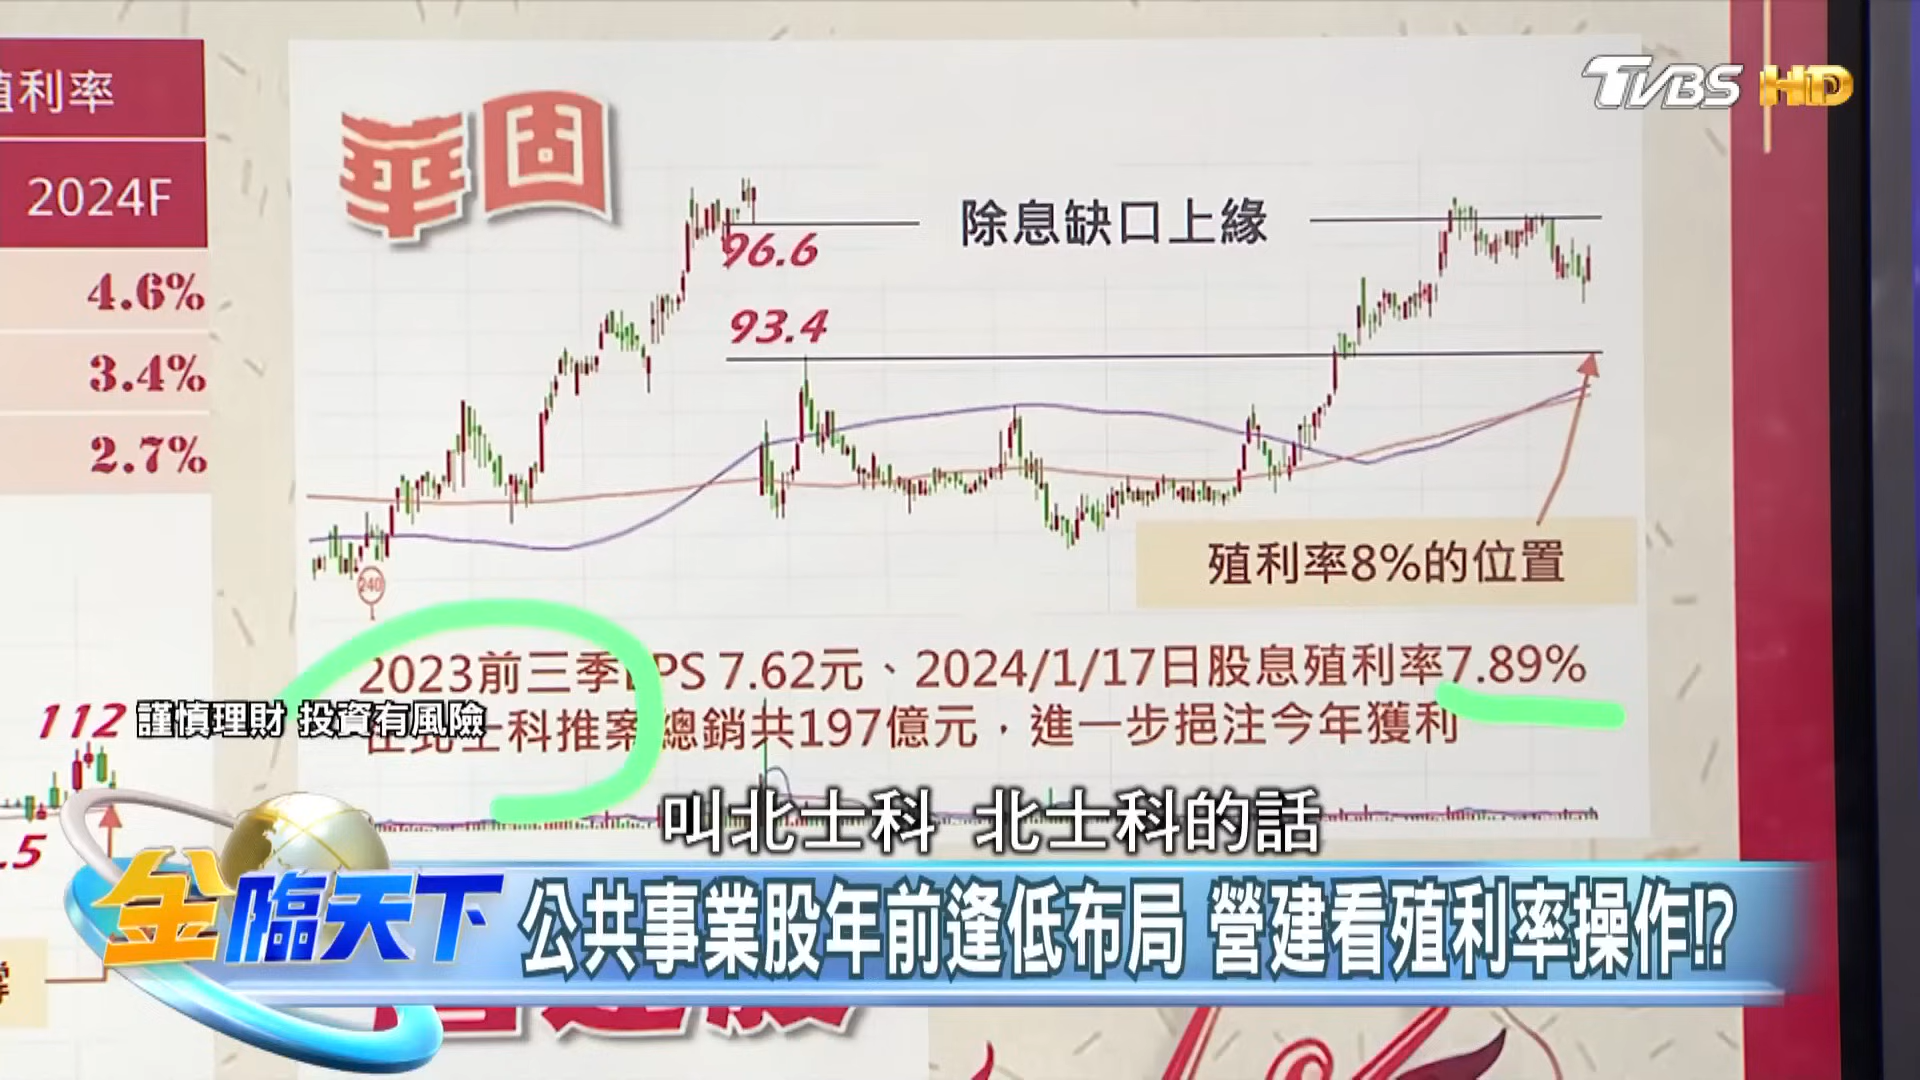 TVBS HD
殖利率
2024F
4.6%
3.4%
2.7%
華固
除息缺口上緣
96.6
93.4
殖利率8%的位置
240
2023前三季EPS 7.62元、2024/1/17日股息殖利率7.89%
在北士科推案總銷共197億元，進一步挹注今年獲利
112
謹慎理財 投資有風險
.5
叫北士科 北士科的話
金臨天下
公共事業股年前逢低布局 營建看殖利率操作!?